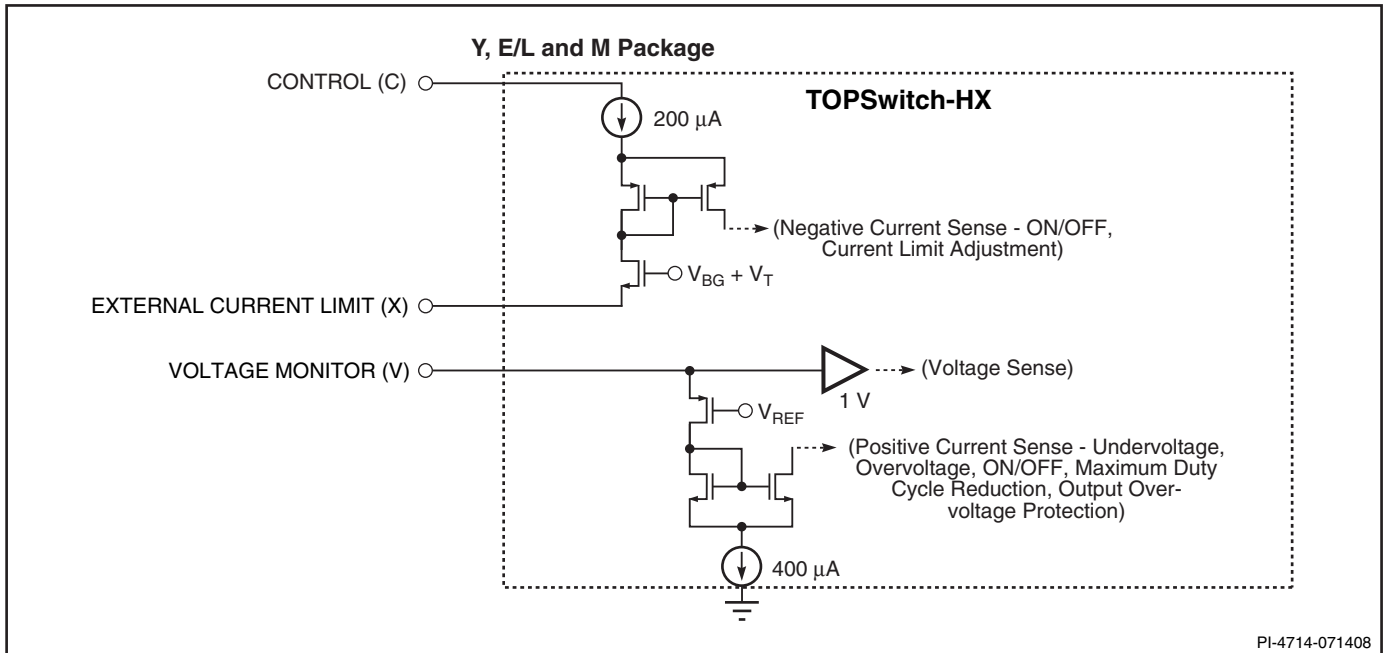 Y, E/L and M Package
CONTROL (C)
TOPSwitch-HX
200 μA
(Negative Current Sense - ON/OFF,
Current Limit Adjustment)
V_BG + V_T
EXTERNAL CURRENT LIMIT (X)
VOLTAGE MONITOR (V)
(Voltage Sense)
1 V
V_REF
(Positive Current Sense - Undervoltage,
Overvoltage, ON/OFF, Maximum Duty
Cycle Reduction, Output Over-
voltage Protection)
400 μA
PI-4714-071408